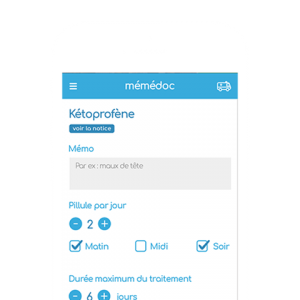 mémédoc
Kétoprofène
voir la notice
Mémo
Par ex : maux de tête
Pillule par jour
- 2 +
Matin Midi Soir
Durée maximum du traitement
- 6 + jours